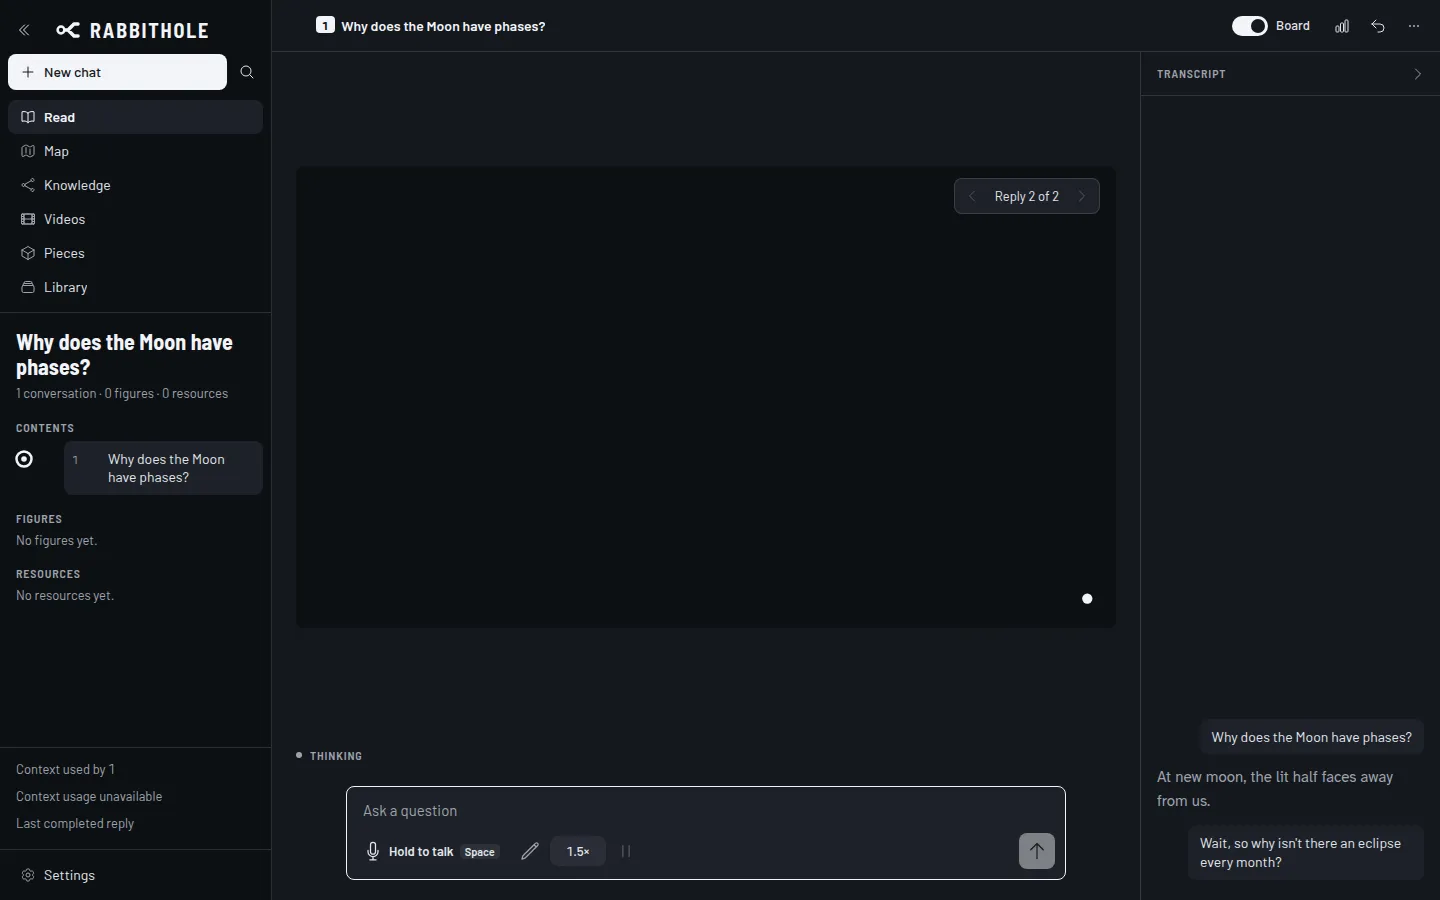 RABBITHOLE
New chat
Read
Map
Knowledge
Videos
Pieces
Library
Why does the Moon have
phases?
1 conversation · 0 figures · 0 resources
CONTENTS
1 Why does the Moon
have phases?
FIGURES
No figures yet.
RESOURCES
No resources yet.
Context used by 1
Context usage unavailable
Last completed reply
Settings
1 Why does the Moon have phases?
Board
Reply 2 of 2
THINKING
Ask a question
Hold to talk Space
1.5×
TRANSCRIPT
Why does the Moon have phases?
At new moon, the lit half faces away
from us.
Wait, so why isn't there an eclipse
every month?